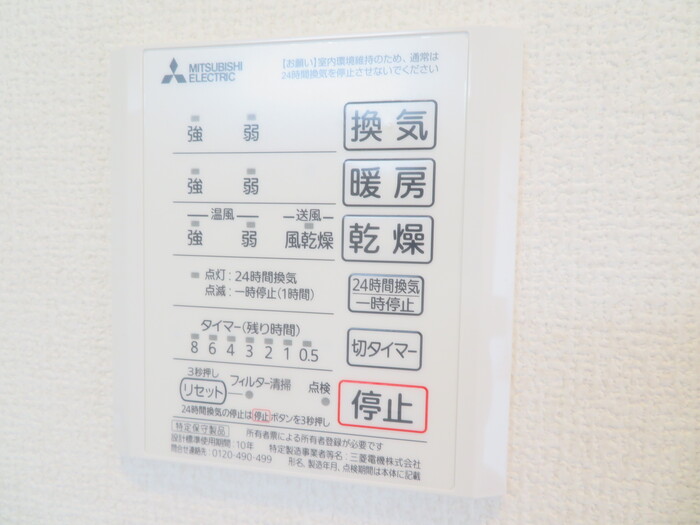 MITSUBISHI
ELECTRIC
【お願い】室内環境維持のため、通常は
24時間換気を停止させないでください
強 弱 換気
強 弱 暖房
温風 送風
強 弱 風乾燥 乾燥
点灯:24時間換気
点滅:一時停止(1時間)
24時間換気
一時停止
タイマー(残り時間)
8 6 4 3 2 1 0.5
切タイマー
3秒押し
リセット フィルター清掃 点検
停止
24時間換気の停止は停止ボタンを3秒押し
特定保守製品 所有者票による所有者登録が必要です
設計標準使用期間:10年 特定製造事業者等名:三菱電機株式会社
問合せ連絡先:0120-490-499 形名、製造年月、点検期間は本体に記載